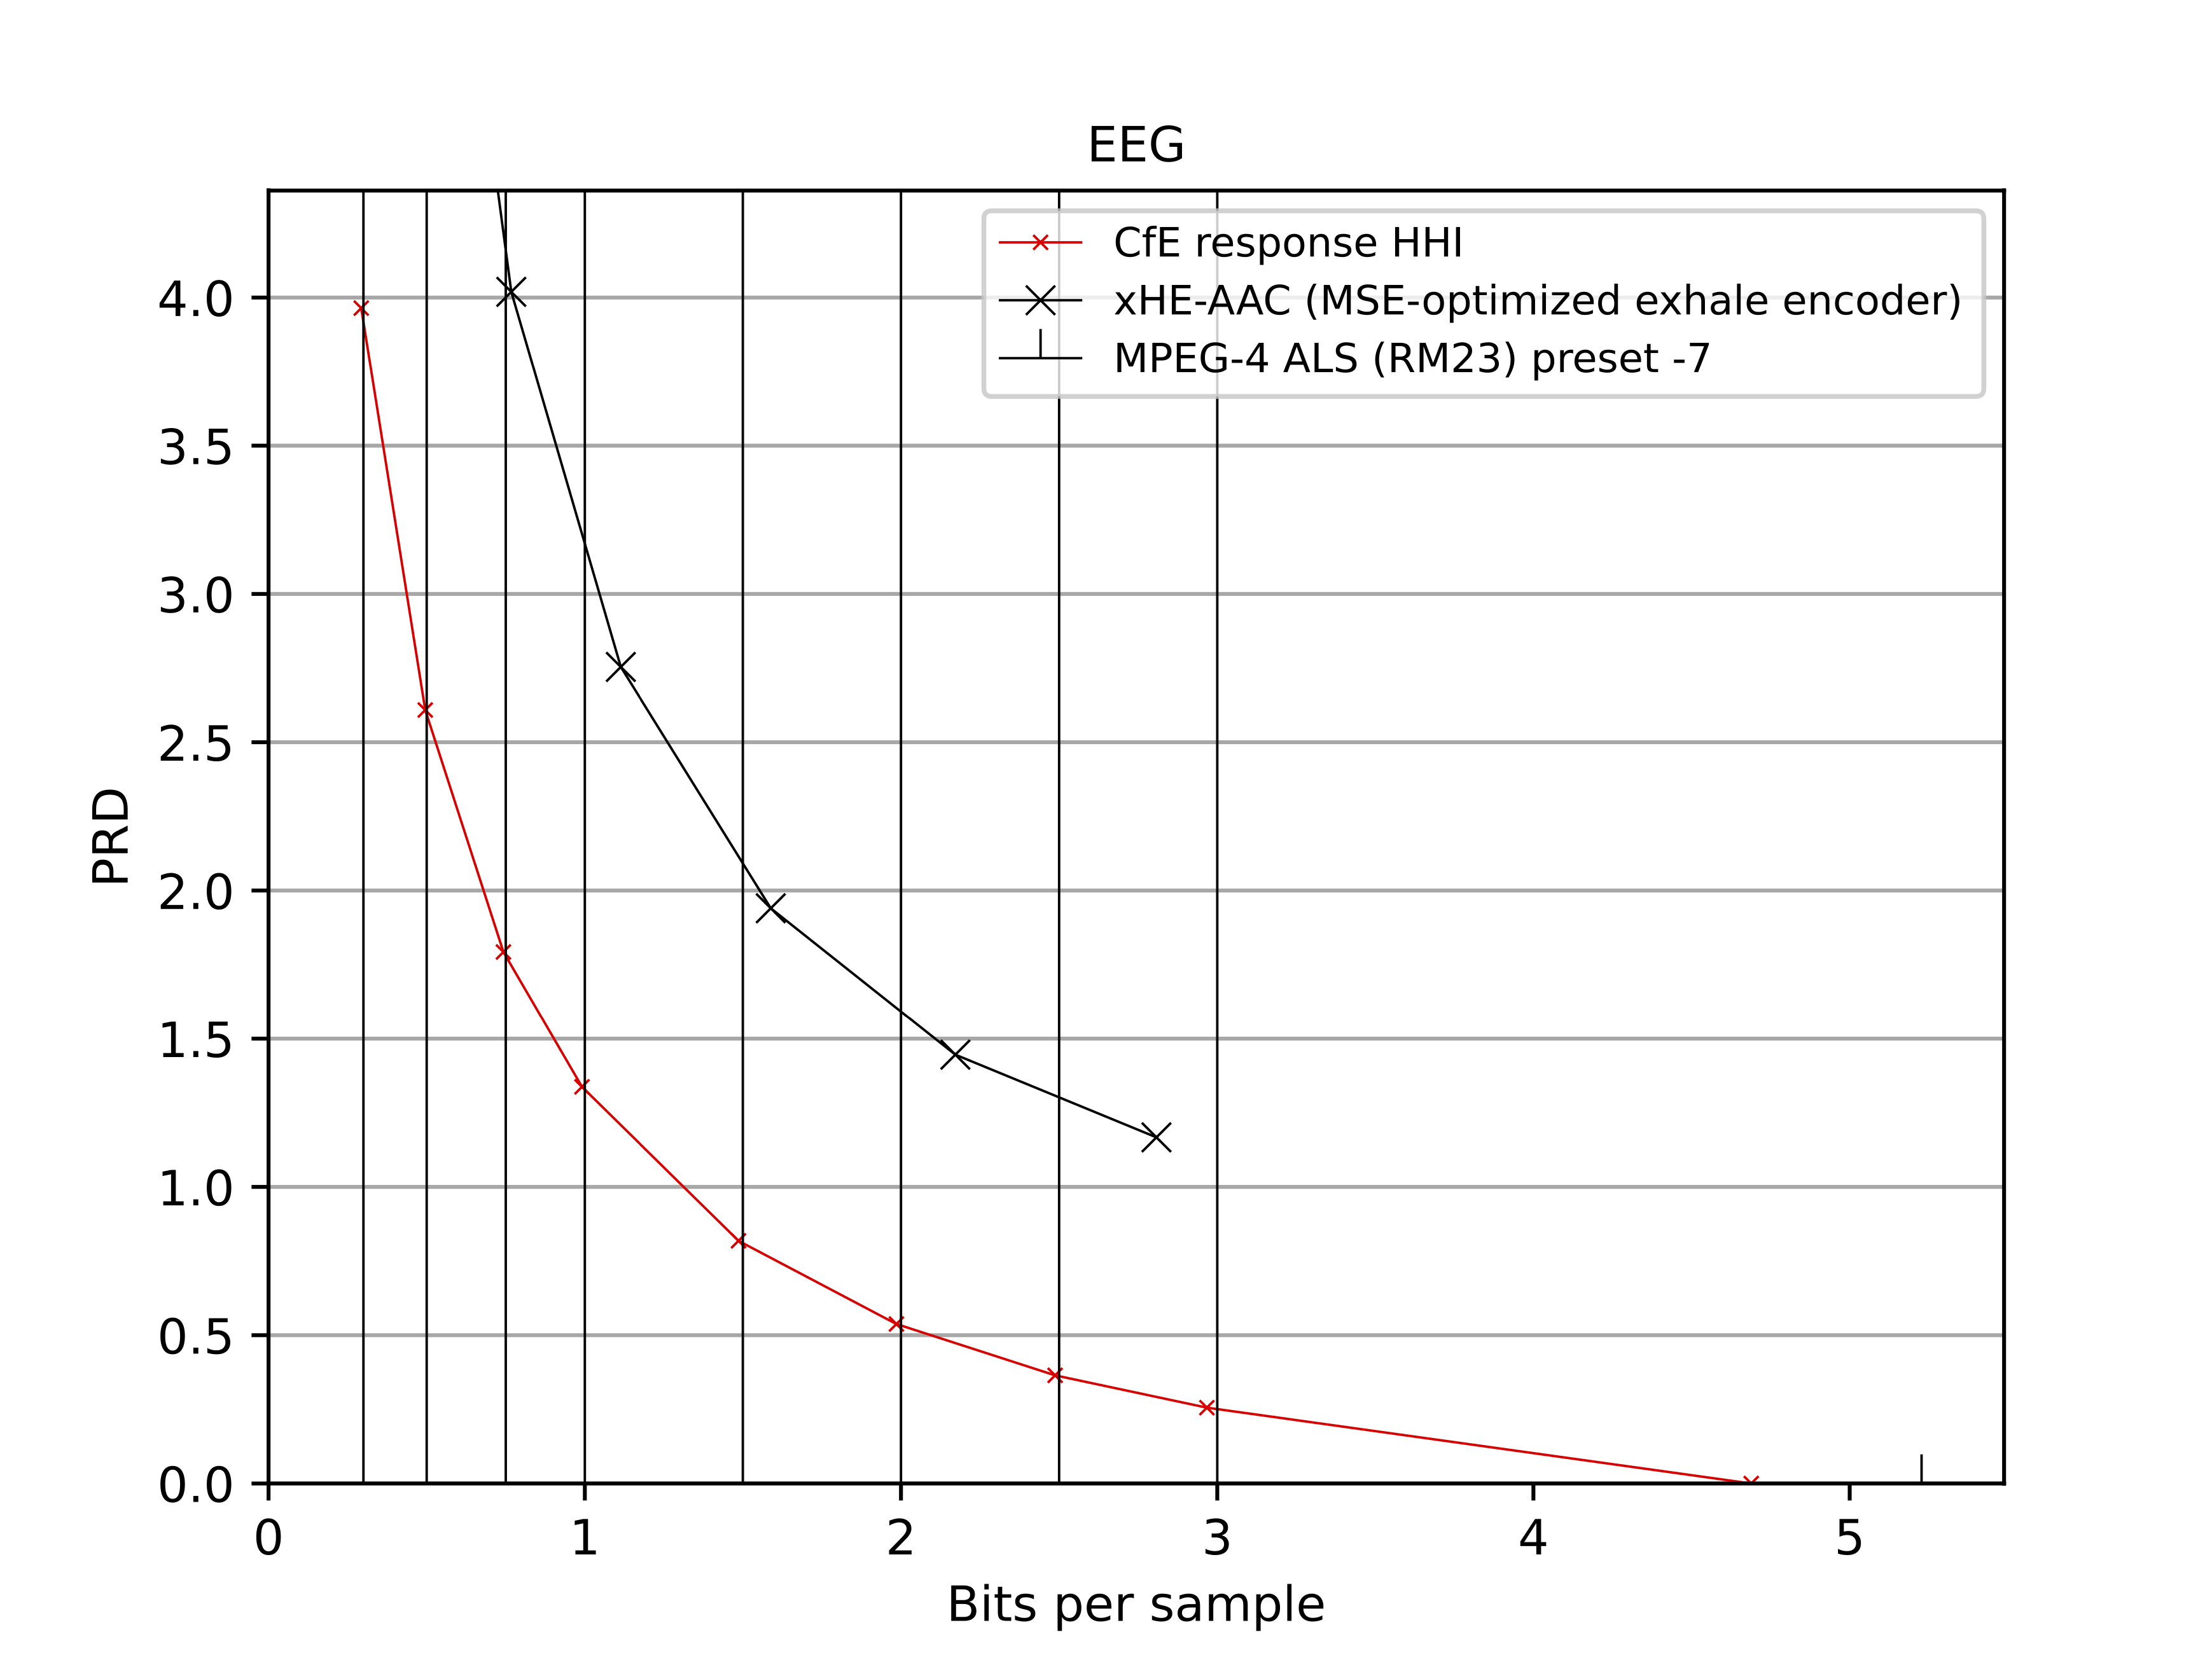 EEG
CfE response HHI
xHE-AAC (MSE-optimized exhale encoder)
MPEG-4 ALS (RM23) preset -7
4.0
3.5
3.0
2.5
2.0
1.5
1.0
0.5
0.0
PRD
0 1 2 3 4 5
Bits per sample